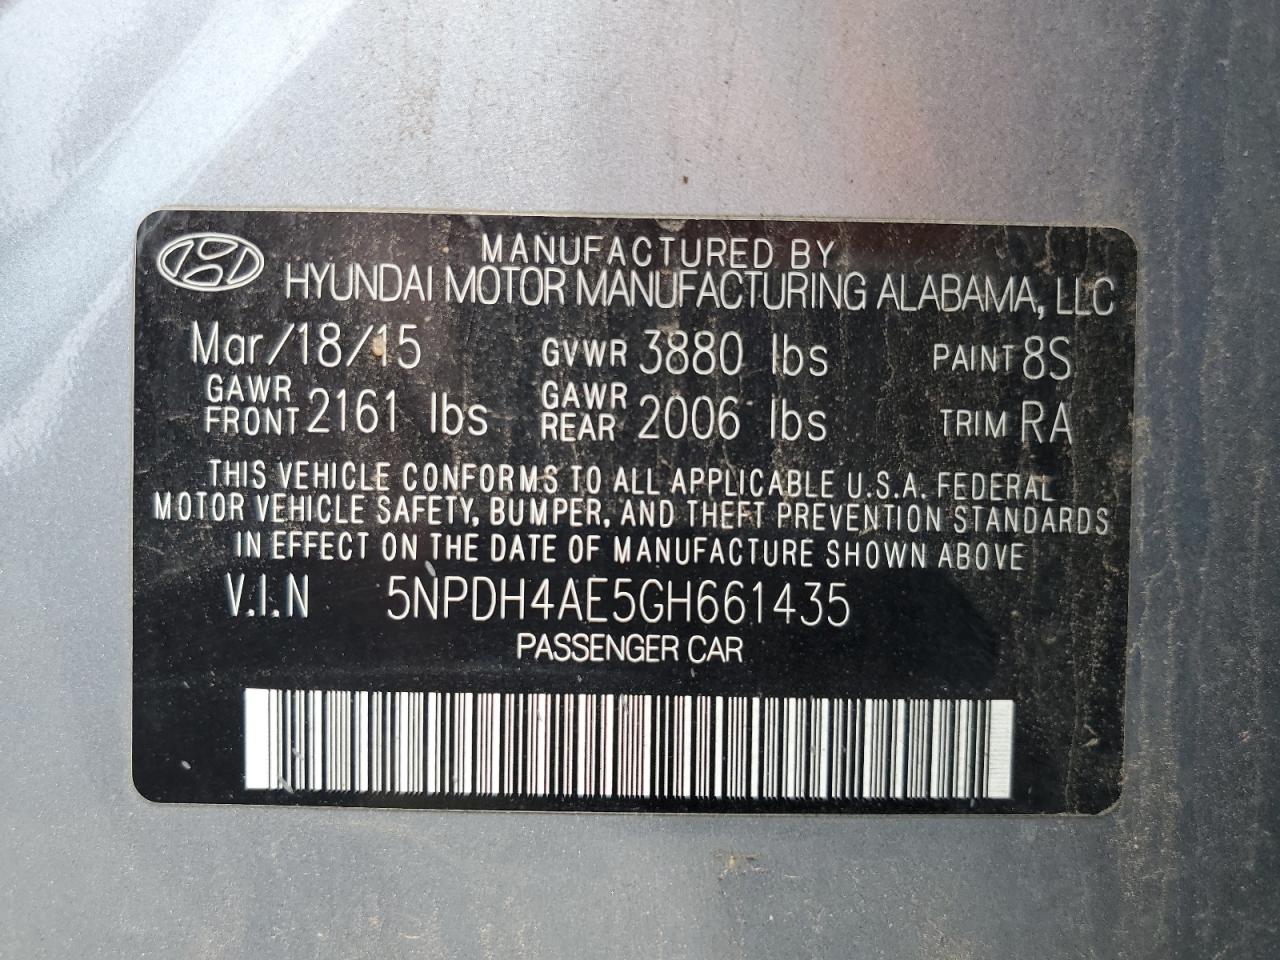 MANUFACTURED BY
HYUNDAI MOTOR MANUFACTURING ALABAMA, LLC
Mar/18/15 GVWR 3880 lbs PAINT 8S
GAWR FRONT 2161 lbs GAWR REAR 2006 lbs TRIM RA
THIS VEHICLE CONFORMS TO ALL APPLICABLE U.S.A. FEDERAL
MOTOR VEHICLE SAFETY, BUMPER, AND THEFT PREVENTION STANDARDS
IN EFFECT ON THE DATE OF MANUFACTURE SHOWN ABOVE
V.I.N 5NPDH4AE5GH661435
PASSENGER CAR